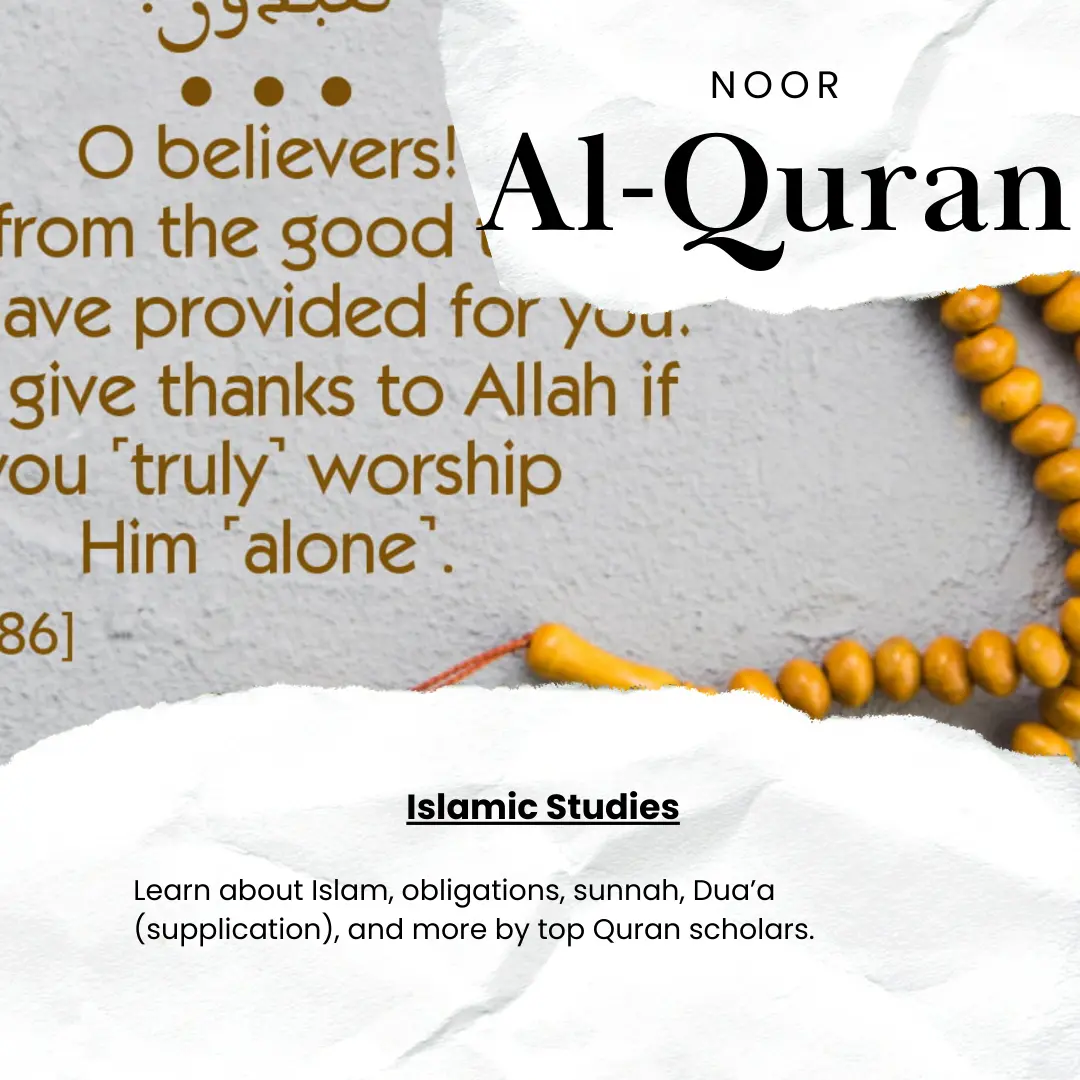 تعبدون.
O believers!
from the good
ave provided for you.
give thanks to Allah if
you ˹truly˺ worship
Him ˹alone˺.
86]
NOOR
Al-Quran
Islamic Studies
Learn about Islam, obligations, sunnah, Dua’a
(supplication), and more by top Quran scholars.